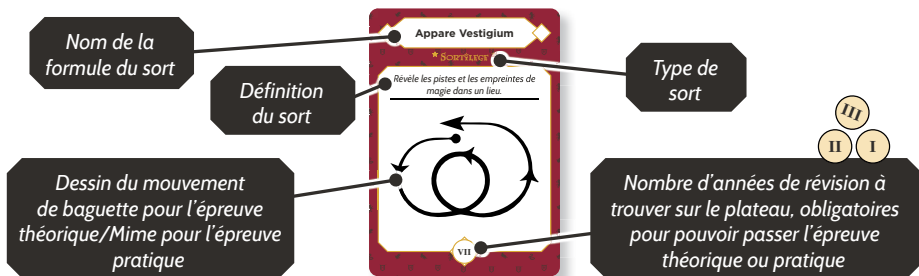 Nom de la
formule du sort
Appare Vestigium
* SORTILEGE
Type de
sort
Définition
du sort
Révèle les pistes et les empreintes de
magie dans un lieu.
III
II
I
Dessin du mouvement
de baguette pour l'épreuve
théorique/Mime pour l'épreuve
pratique
VII
Nombre d'années de révision à
trouver sur le plateau, obligatoires
pour pouvoir passer l'épreuve
théorique ou pratique